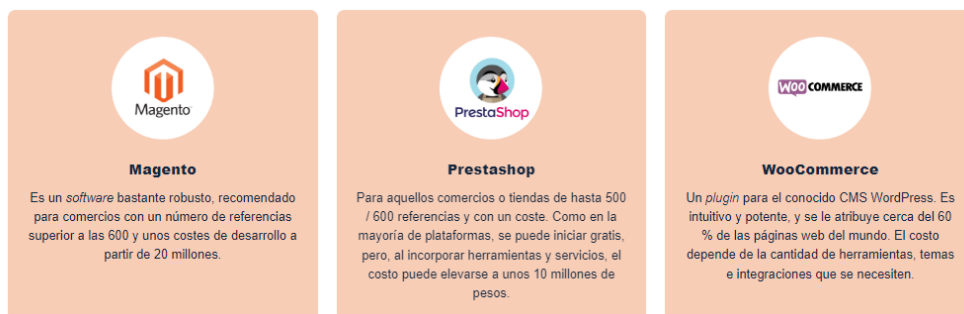 Magento
Magento
Es un software bastante robusto, recomendado
para comercios con un número de referencias
superior a las 600 y unos costes de desarrollo a
partir de 20 millones.
PrestaShop
Prestashop
Para aquellos comercios o tiendas de hasta 500
/ 600 referencias y con un coste. Como en la
mayoría de plataformas, se puede iniciar gratis,
pero, al incorporar herramientas y servicios, el
costo puede elevarse a unos 10 millones de
pesos.
WOO COMMERCE
WooCommerce
Un plugin para el conocido CMS WordPress. Es
intuitivo y potente, y se le atribuye cerca del 60
% de las páginas web del mundo. El costo
depende de la cantidad de herramientas, temas
e integraciones que se necesiten.